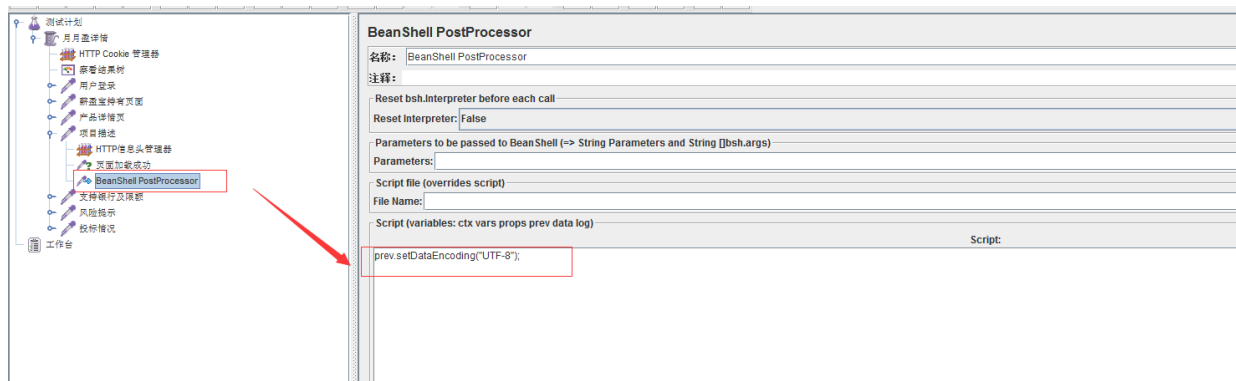 测试计划
月月盈详情
HTTP Cookie 管理器
察看结果树
用户登录
薪盈宝持有页面
产品详情页
项目描述
HTTP信息头管理器
页面加载成功
BeanShell PostProcessor
支持银行及限额
风险提示
投标情况
工作台
BeanShell PostProcessor
名称： BeanShell PostProcessor
注释：
Reset bsh.Interpreter before each call
Reset Interpreter: False
Parameters to be passed to BeanShell (=> String Parameters and String []bsh.args)
Parameters:
Script file (overrides script)
File Name:
Script (variables: ctx vars props prev data log)
Script:
prev.setDataEncoding("UTF-8");